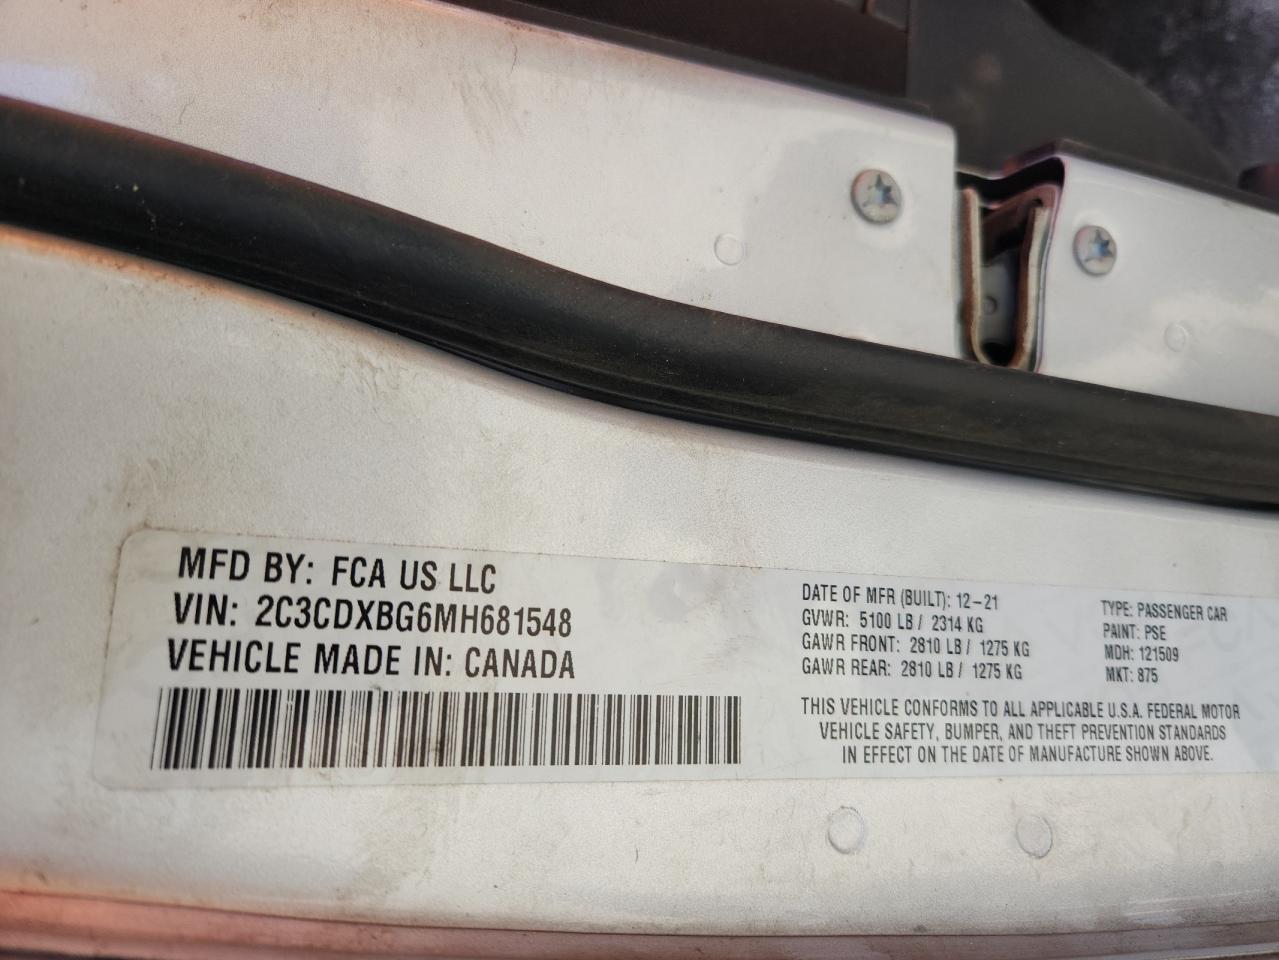 MFD BY: FCA US LLC
VIN: 2C3CDXBG6MH681548
VEHICLE MADE IN: CANADA
DATE OF MFR (BUILT): 12-21
GVWR: 5100 LB / 2314 KG
GAWR FRONT: 2810 LB / 1275 KG
GAWR REAR: 2810 LB / 1275 KG
TYPE: PASSENGER CAR
PAINT: PSE
MDH: 121509
MKT: 875
THIS VEHICLE CONFORMS TO ALL APPLICABLE U.S.A. FEDERAL MOTOR
VEHICLE SAFETY, BUMPER, AND THEFT PREVENTION STANDARDS
IN EFFECT ON THE DATE OF MANUFACTURE SHOWN ABOVE.